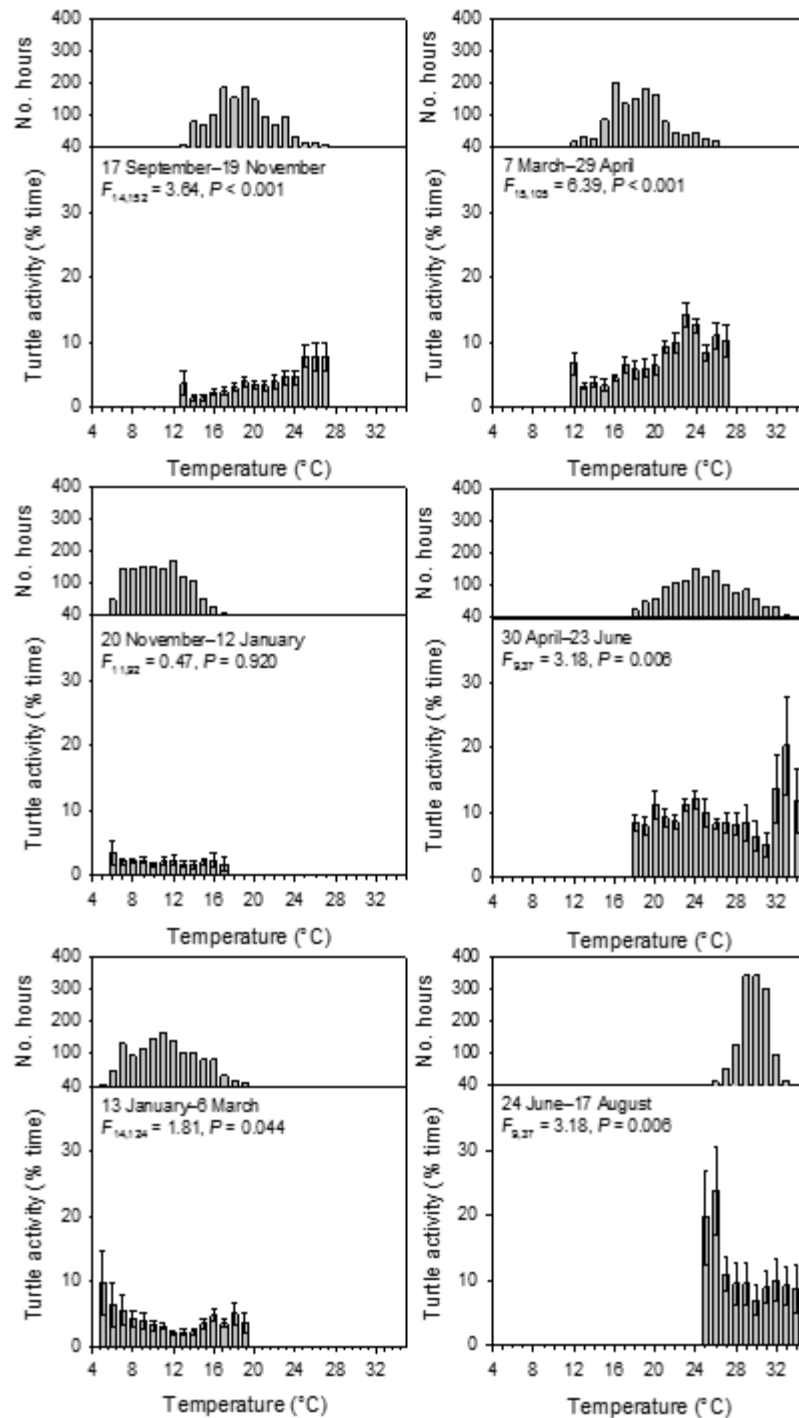 400
300
200
100
40
No. hours
17 September–19 November
F14,152 = 3.64, P < 0.001
30
20
10
0
Turtle activity (% time)
4 8 12 16 20 24 28 32
Temperature (°C)
400
300
200
100
40
No. hours
7 March–29 April
F15,105 = 6.39, P < 0.001
30
20
10
0
Turtle activity (% time)
4 8 12 16 20 24 28 32
Temperature (°C)
400
300
200
100
40
No. hours
20 November–12 January
F11,92 = 0.47, P = 0.920
30
20
10
0
Turtle activity (% time)
4 8 12 16 20 24 28 32
Temperature (°C)
400
300
200
100
40
No. hours
30 April–23 June
F9,37 = 3.18, P = 0.006
30
20
10
0
Turtle activity (% time)
4 8 12 16 20 24 28 32
Temperature (°C)
400
300
200
100
40
No. hours
13 January–6 March
F14,124 = 1.81, P = 0.044
30
20
10
0
Turtle activity (% time)
4 8 12 16 20 24 28 32
Temperature (°C)
400
300
200
100
40
No. hours
24 June–17 August
F9,37 = 3.18, P = 0.006
30
20
10
0
Turtle activity (% time)
4 8 12 16 20 24 28 32
Temperature (°C)